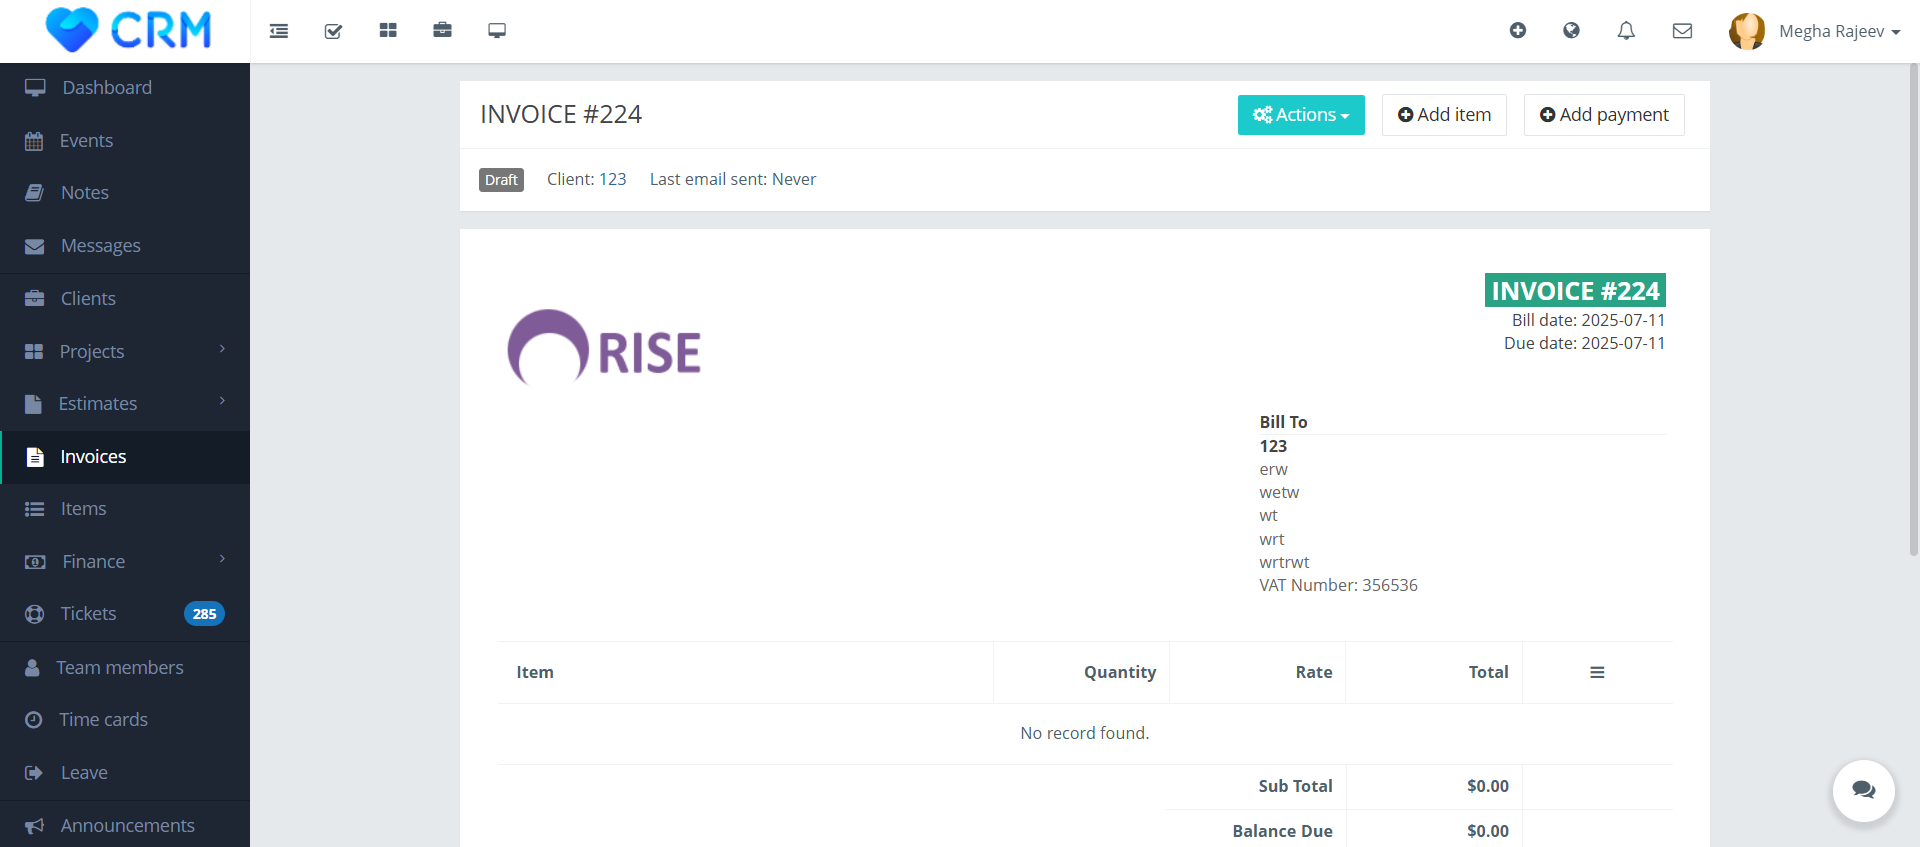 CRM
Megha Rajeev
Dashboard
Events
Notes
Messages
Clients
Projects
Estimates
Invoices
Items
Finance
Tickets 285
Team members
Time cards
Leave
Announcements
INVOICE #224
Actions
Add item
Add payment
Draft Client: 123 Last email sent: Never
RISE
INVOICE #224
Bill date: 2025-07-11
Due date: 2025-07-11
Bill To
123
erw
wetw
wt
wrt
wrtrwt
VAT Number: 356536
Item Quantity Rate Total
No record found.
Sub Total $0.00
Balance Due $0.00